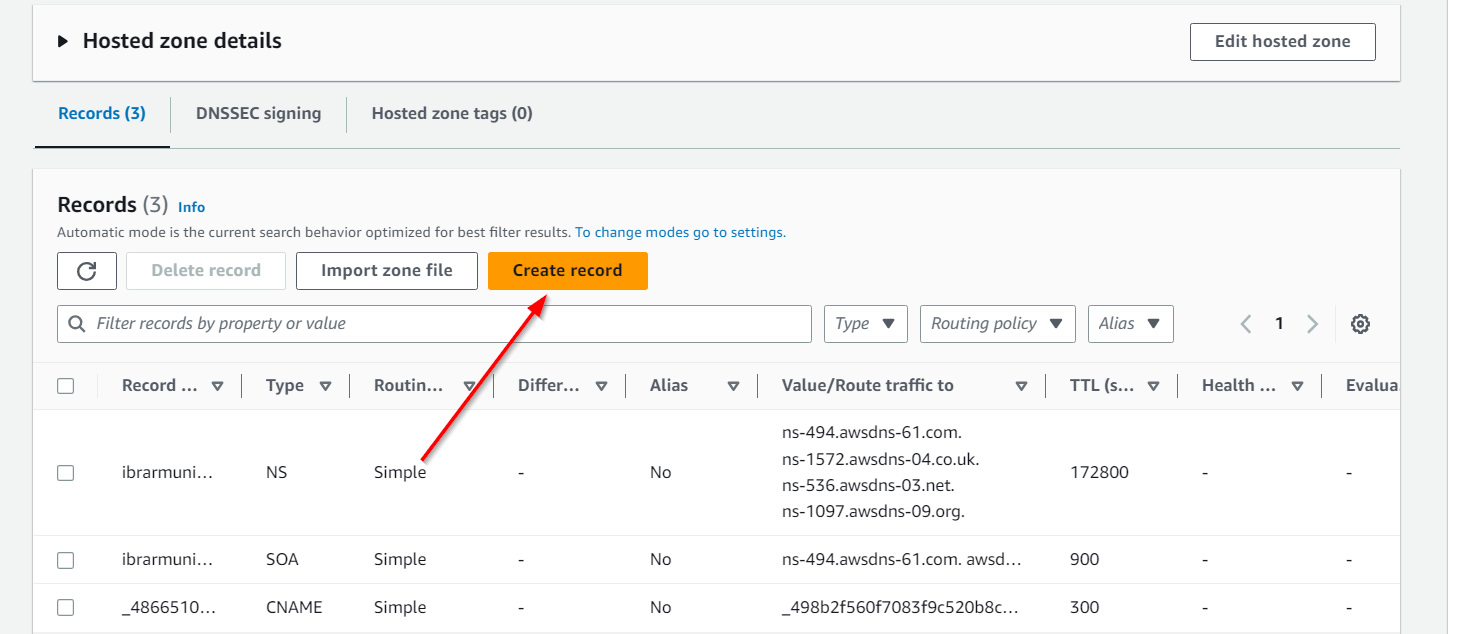 Hosted zone details
Edit hosted zone
Records (3)
DNSSEC signing
Hosted zone tags (0)
Records (3) Info
Automatic mode is the current search behavior optimized for best filter results. To change modes go to settings.
Delete record
Import zone file
Create record
Filter records by property or value
Type
Routing policy
Alias
1
Record ... Type Routin... Differ... Alias Value/Route traffic to TTL (s... Health ... Evalua
ns-494.awsdns-61.com.
ns-1572.awsdns-04.co.uk.
ibrarmuni... NS Simple - No 172800 - -
ns-536.awsdns-03.net.
ns-1097.awsdns-09.org.
ibrarmuni... SOA Simple - No ns-494.awsdns-61.com. awsd... 900 - -
_4866510... CNAME Simple - No _498b2f560f7083f9c520b8c... 300 - -